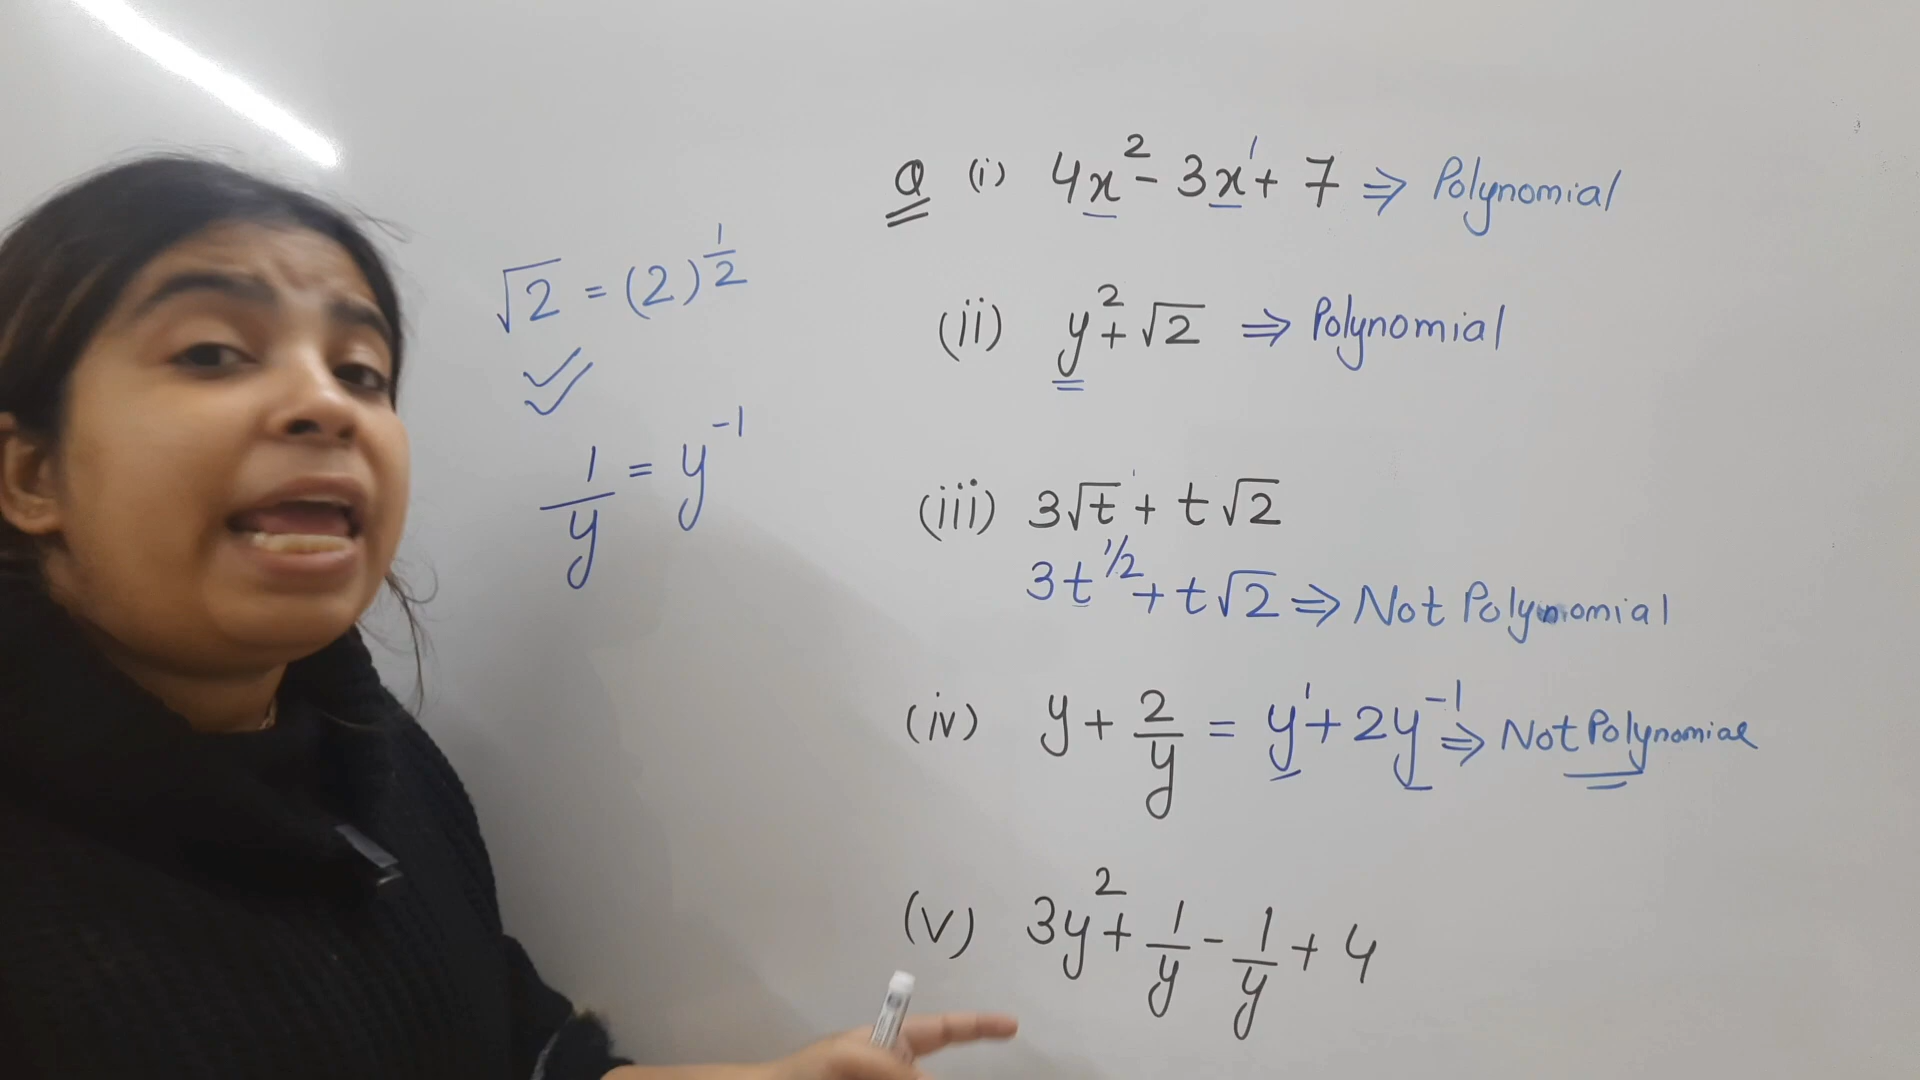 Q (i) 4x² - 3x¹ + 7 ⇒ Polynomial
√2 = (2)^1/2
(ii) y² + √2 ⇒ Polynomial
1/y = y⁻¹
(iii) 3√t + t√2
3t^1/2 + t√2 ⇒ Not Polynomial
(iv) y + 2/y = y¹ + 2y⁻¹ ⇒ Not Polynomial
(v) 3y² + 1/y - 1/y + 4